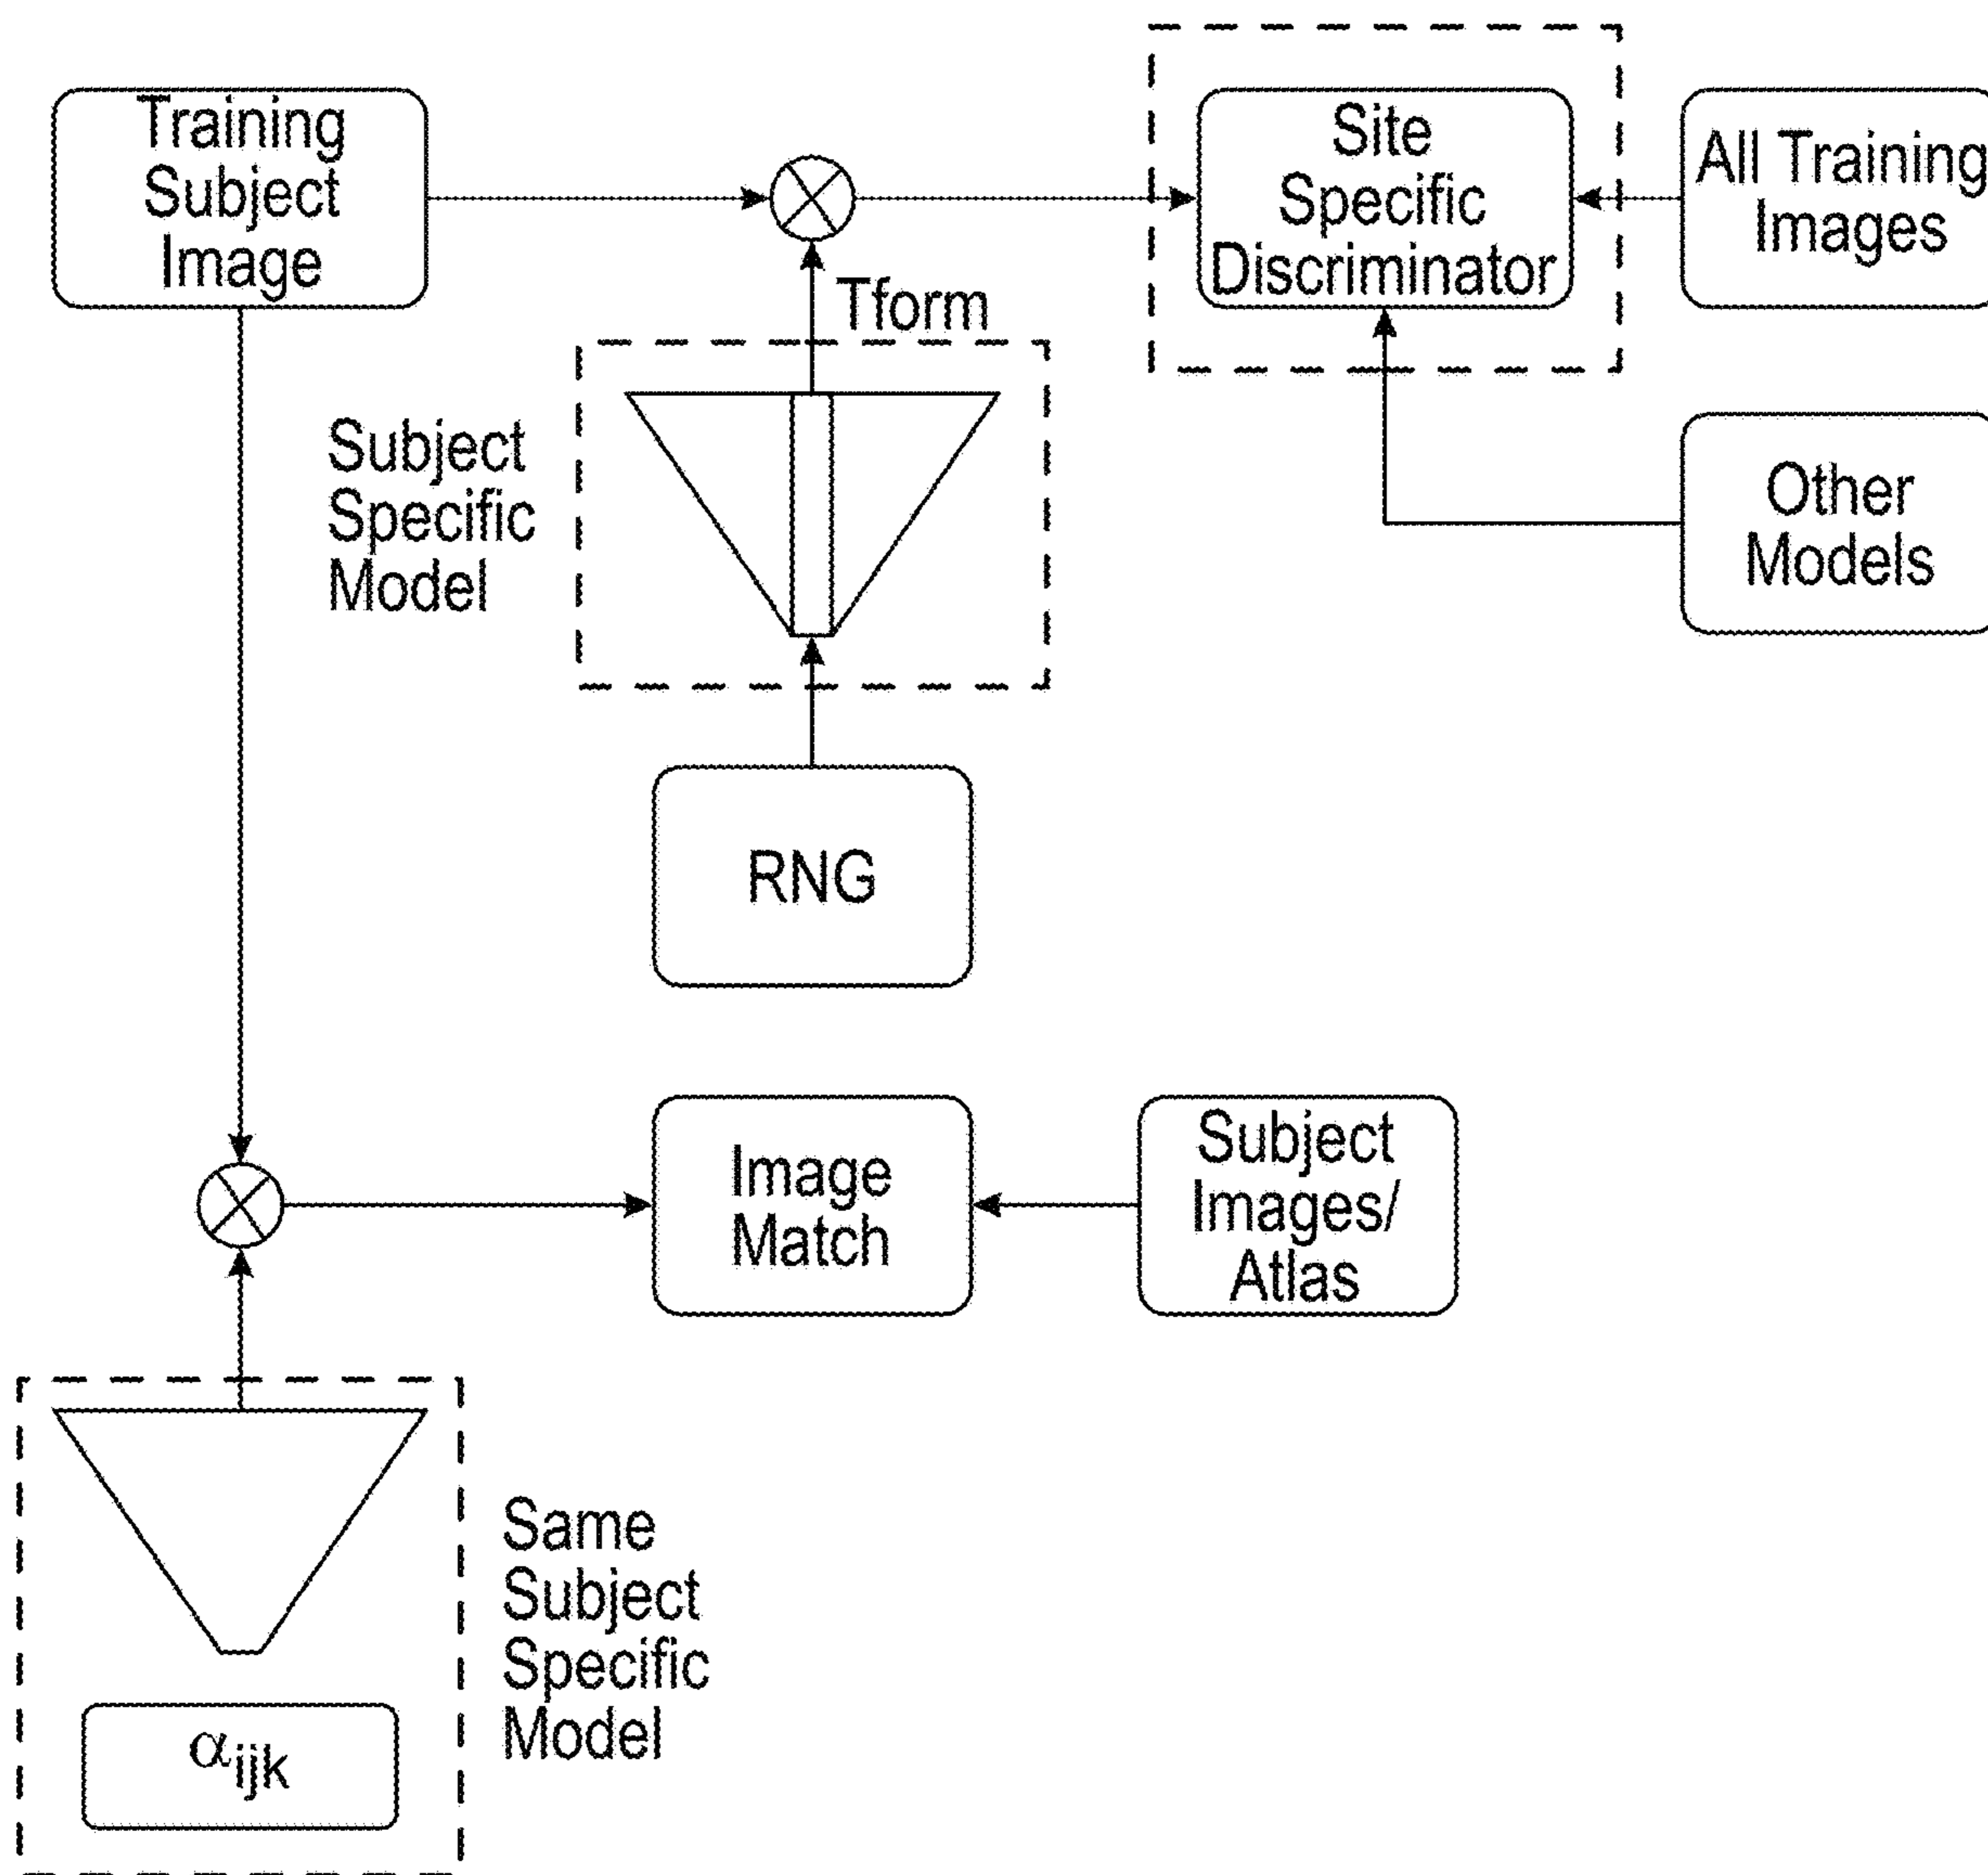 Training
Subject
Image
Site
Specific
Discriminator
All Training
Images
Tform
Subject
Specific
Model
Other
Models
RNG
Image
Match
Subject
Images/
Atlas
Same
Subject
Specific
Model
αijk